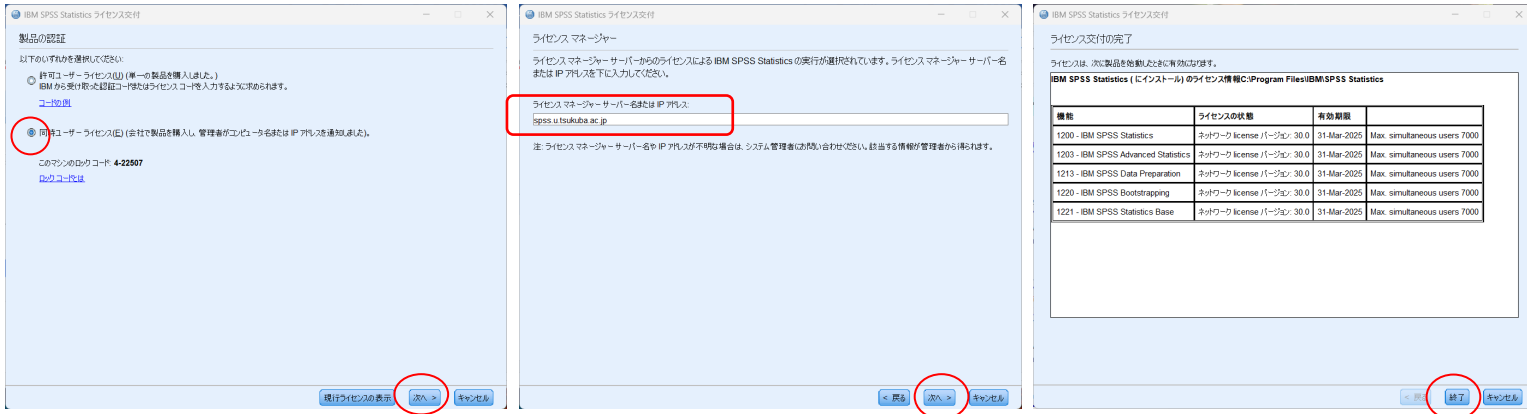 IBM SPSS Statistics ライセンス交付
製品の認証
以下のいずれかを選択してください:
許可ユーザー ライセンス(U) (単一の製品を購入しました。)
IBM から受け取った認証コードまたはライセンス コードを入力するように求められます。
コードの例
同時ユーザー ライセンス(E) (会社で製品を購入し、管理者がコンピュータ名または IP アドレスを通知しました)。
このマシンのロック コード: 4-22507
ロック コードとは
現行ライセンスの表示
次へ >
キャンセル
IBM SPSS Statistics ライセンス交付
ライセンス マネージャー
ライセンス マネージャー サーバーからのライセンスによる IBM SPSS Statistics の実行が選択されています。ライセンス マネージャー サーバー名
または IP アドレスを下に入力してください。
ライセンス マネージャー サーバー名または IP アドレス:
spss.u.tsukuba.ac.jp
注: ライセンス マネージャー サーバー名や IP アドレスが不明な場合は、システム管理者にお問い合わせください。該当する情報が管理者から得られます。
< 戻る
次へ >
キャンセル
IBM SPSS Statistics ライセンス交付
ライセンス交付の完了
ライセンスは、次に製品を始動したときに有効になります。
IBM SPSS Statistics ( にインストール) のライセンス情報C:\Program Files\IBM\SPSS Statistics
機能 ライセンスの状態 有効期限
1200 - IBM SPSS Statistics ネットワーク license バージョン: 30.0 31-Mar-2025 Max. simultaneous users 7000
1203 - IBM SPSS Advanced Statistics ネットワーク license バージョン: 30.0 31-Mar-2025 Max. simultaneous users 7000
1213 - IBM SPSS Data Preparation ネットワーク license バージョン: 30.0 31-Mar-2025 Max. simultaneous users 7000
1220 - IBM SPSS Bootstrapping ネットワーク license バージョン: 30.0 31-Mar-2025 Max. simultaneous users 7000
1221 - IBM SPSS Statistics Base ネットワーク license バージョン: 30.0 31-Mar-2025 Max. simultaneous users 7000
< 戻る
終了
キャンセル